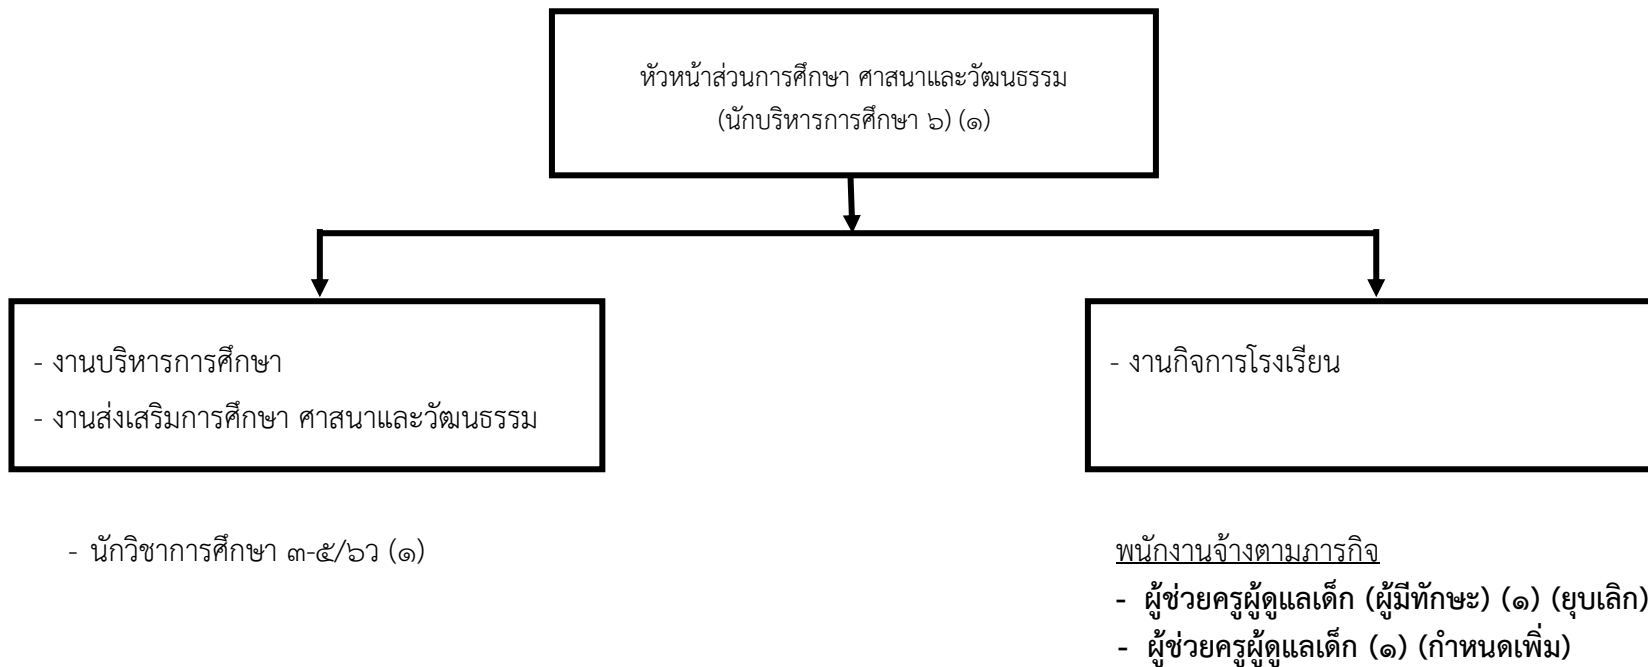 หัวหน้าส่วนการศึกษา ศาสนาและวัฒนธรรม
(นักบริหารการศึกษา ๖) (๑)
- งานบริหารการศึกษา
- งานส่งเสริมการศึกษา ศาสนาและวัฒนธรรม
- งานกิจการโรงเรียน
- นักวิชาการศึกษา ๓-๕/๖ว (๑)
พนักงานจ้างตามภารกิจ
- ผู้ช่วยครูผู้ดูแลเด็ก (ผู้มีทักษะ) (๑) (ยุบเลิก)
- ผู้ช่วยครูผู้ดูแลเด็ก (๑) (กำหนดเพิ่ม)